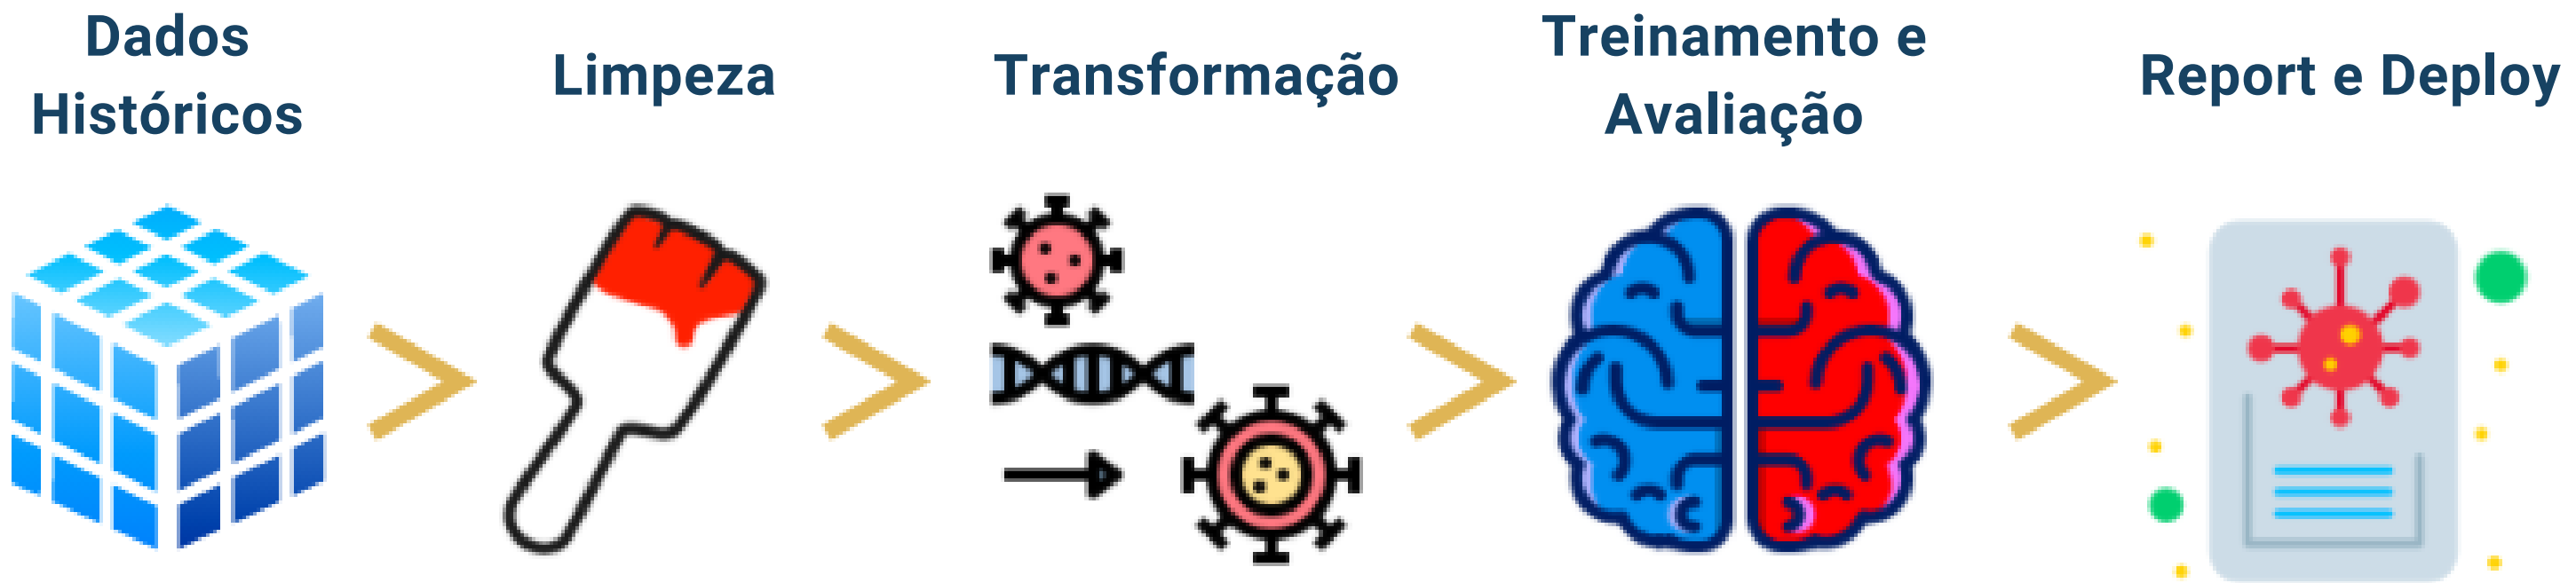 Dados
Históricos
Limpeza
Transformação
Treinamento e
Avaliação
Report e Deploy